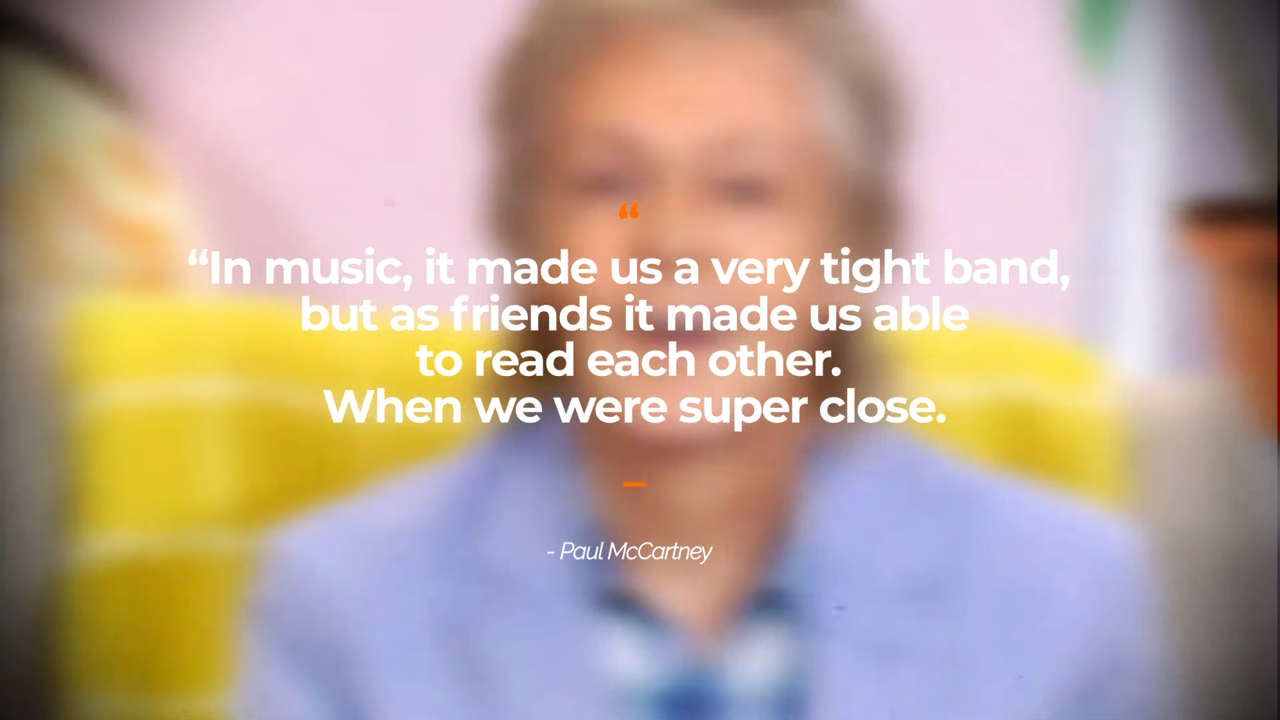 “
“In music, it made us a very tight band,
but as friends it made us able
to read each other.
When we were super close.
- Paul McCartney